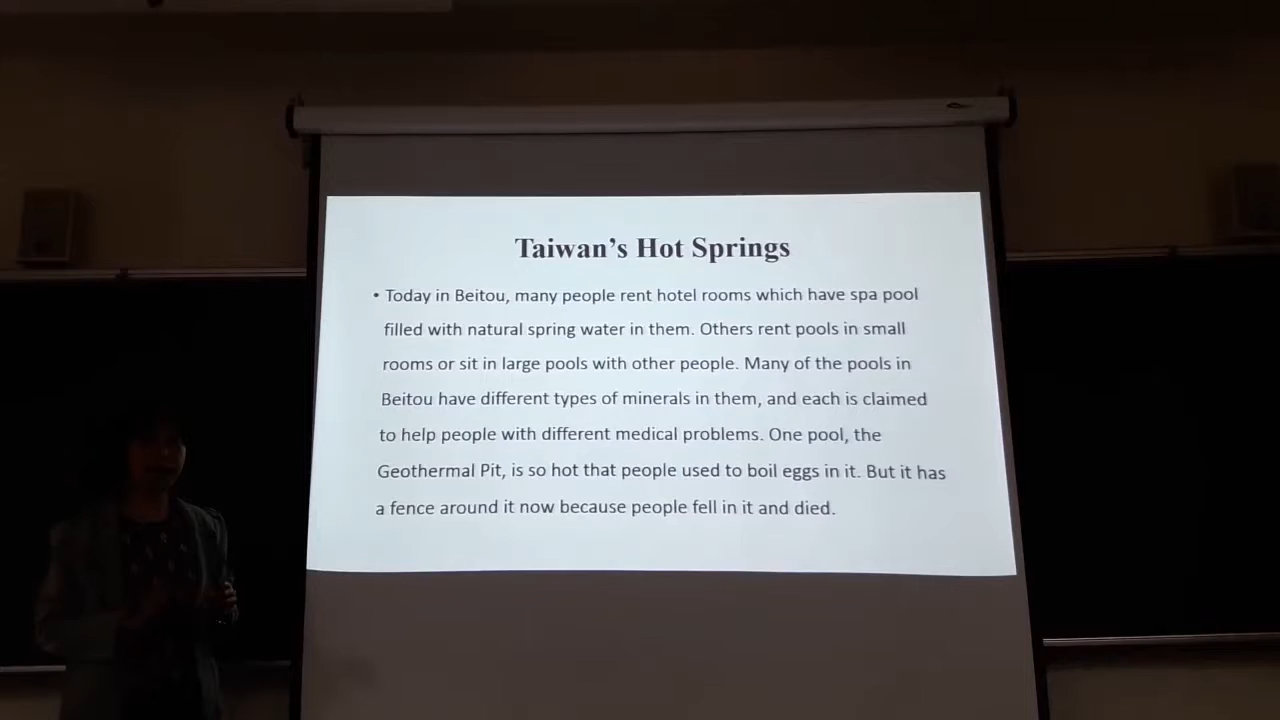 Taiwan’s Hot Springs
• Today in Beitou, many people rent hotel rooms which have spa pool
filled with natural spring water in them. Others rent pools in small
rooms or sit in large pools with other people. Many of the pools in
Beitou have different types of minerals in them, and each is claimed
to help people with different medical problems. One pool, the
Geothermal Pit, is so hot that people used to boil eggs in it. But it has
a fence around it now because people fell in it and died.